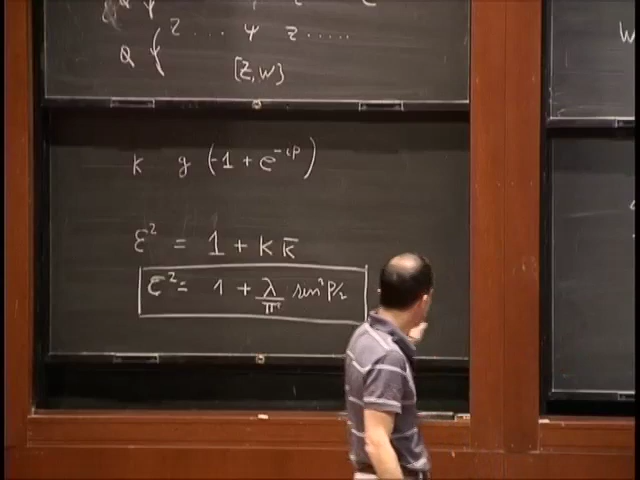 Z .... ψ Z .....
Q ψ
[Z,W]
k g (-1 + e^{-ip})
ε² = 1 + k k̄
ε² = 1 + λ/π² sin² p/2
W